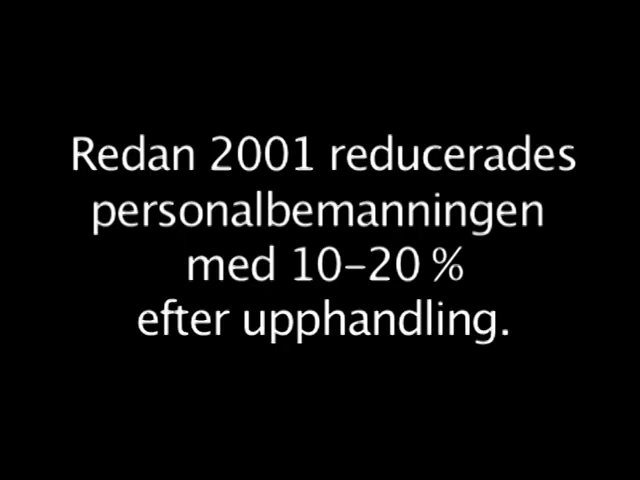 Redan 2001 reducerades
personalbemanningen
med 10–20 %
efter upphandling.